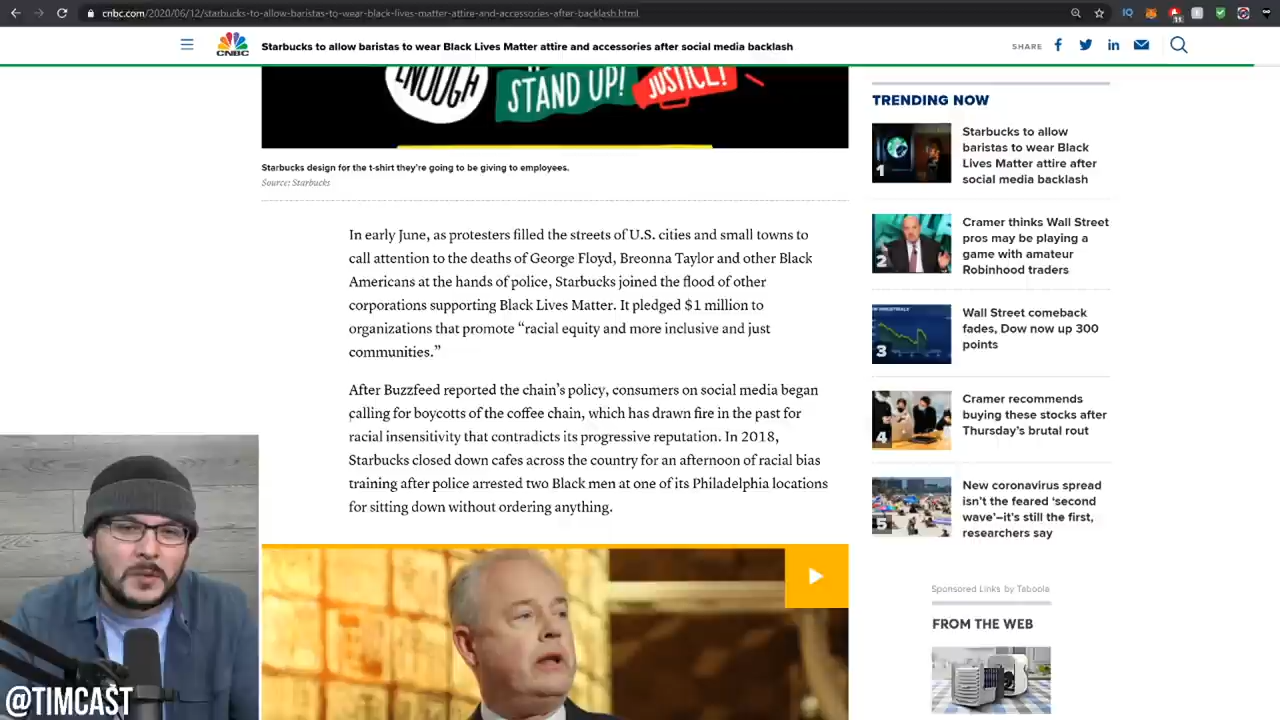 cnbc.com/2020/06/12/starbucks-to-allow-baristas-to-wear-black-lives-matter-attire-and-accessories-after-backlash.html
11
CNBC
Starbucks to allow baristas to wear Black Lives Matter attire and accessories after social media backlash
SHARE
ENOUGH
STAND UP!
JUSTICE!
Starbucks design for the t-shirt they're going to be giving to employees.
Source: Starbucks
In early June, as protesters filled the streets of U.S. cities and small towns to
call attention to the deaths of George Floyd, Breonna Taylor and other Black
Americans at the hands of police, Starbucks joined the flood of other
corporations supporting Black Lives Matter. It pledged $1 million to
organizations that promote “racial equity and more inclusive and just
communities.”
After Buzzfeed reported the chain's policy, consumers on social media began
calling for boycotts of the coffee chain, which has drawn fire in the past for
racial insensitivity that contradicts its progressive reputation. In 2018,
Starbucks closed down cafes across the country for an afternoon of racial bias
training after police arrested two Black men at one of its Philadelphia locations
for sitting down without ordering anything.
TRENDING NOW
1
Starbucks to allow
baristas to wear Black
Lives Matter attire after
social media backlash
2
Cramer thinks Wall Street
pros may be playing a
game with amateur
Robinhood traders
3
Wall Street comeback
fades, Dow now up 300
points
4
Cramer recommends
buying these stocks after
Thursday's brutal rout
5
New coronavirus spread
isn't the feared ‘second
wave’—it's still the first,
researchers say
Sponsored Links by Taboola
FROM THE WEB
@TIMCAST